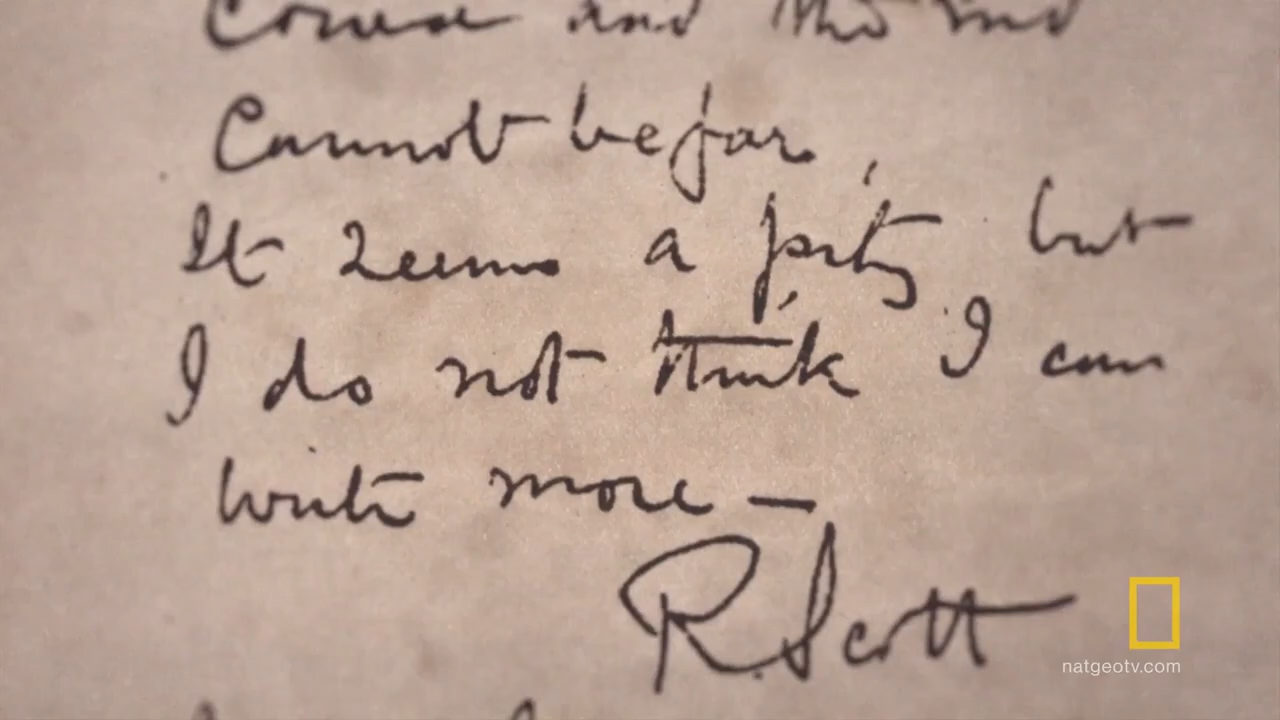 course and the end
cannot be far.
It seems a pity but
I do not think I can
write more —
R. Scott
natgeotv.com